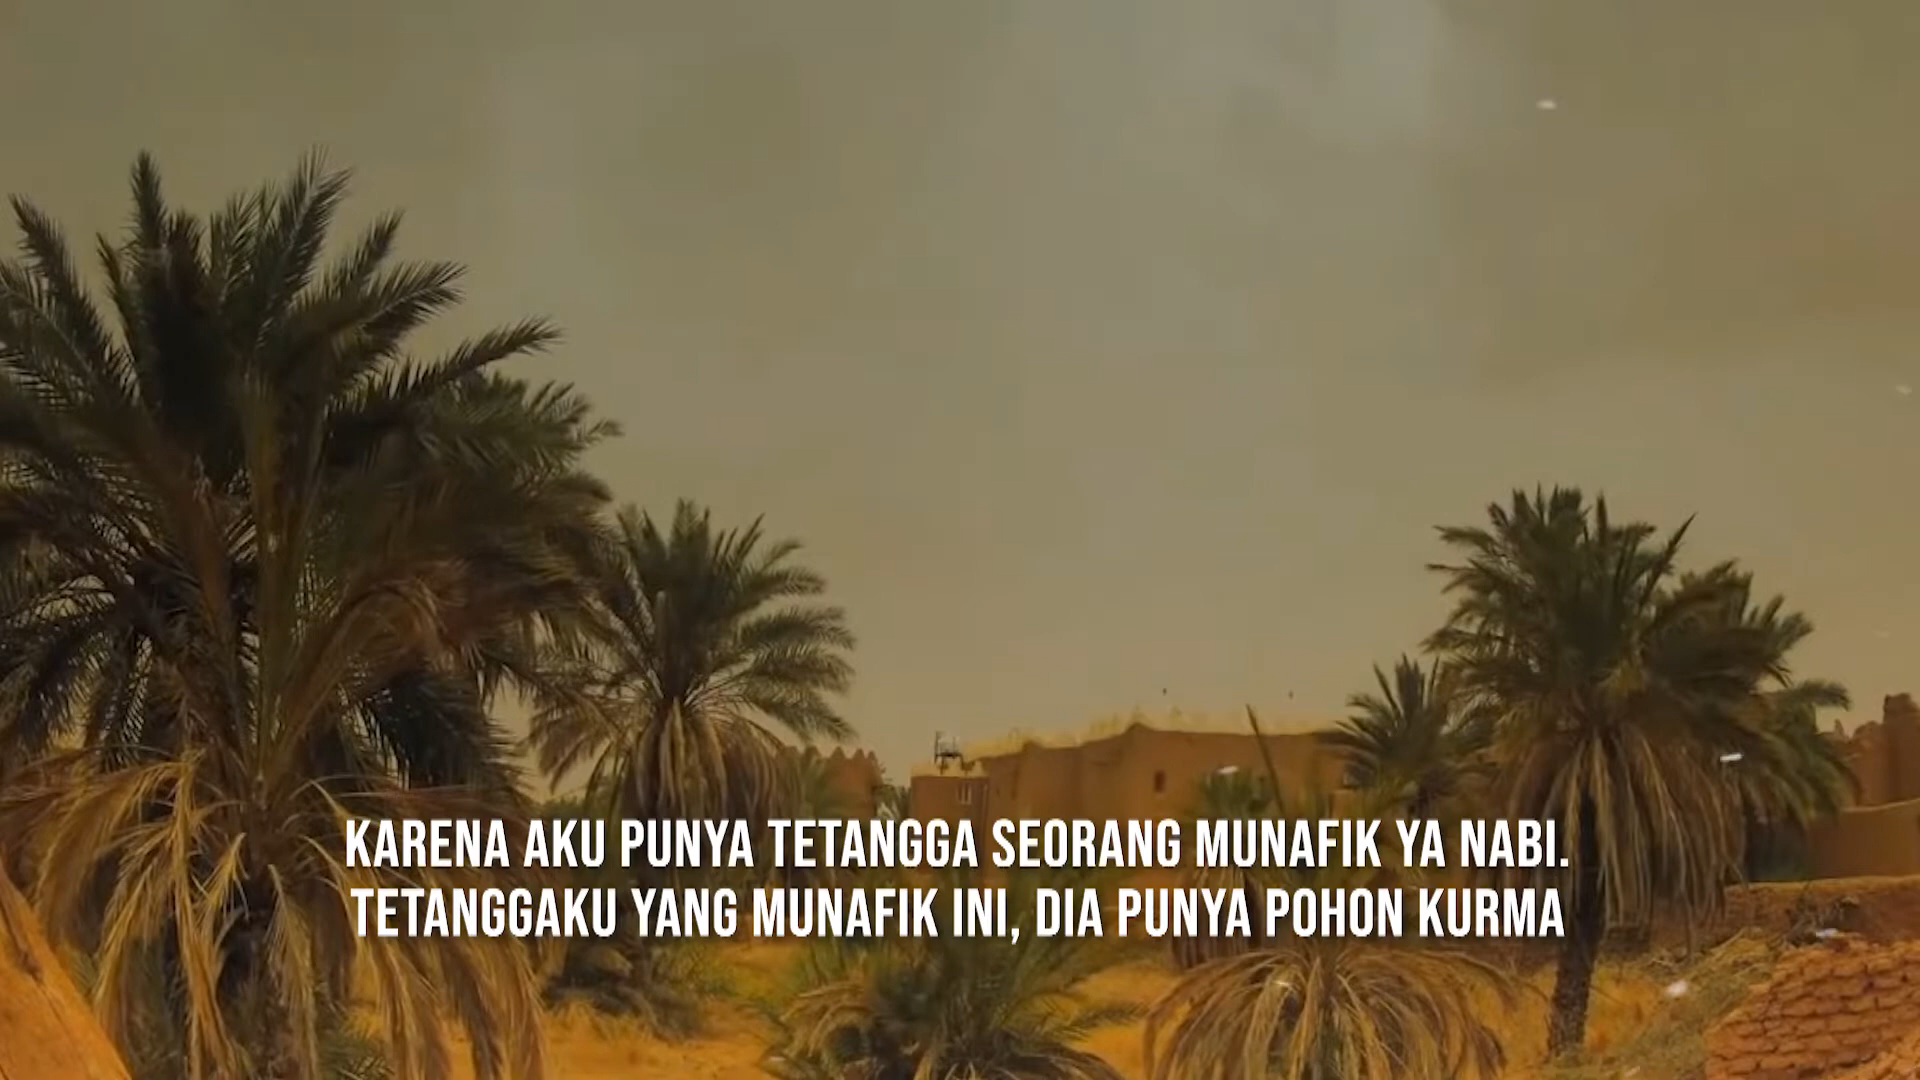 KARENA AKU PUNYA TETANGGA SEORANG MUNAFIK YA NABI.
TETANGGAKU YANG MUNAFIK INI, DIA PUNYA POHON KURMA